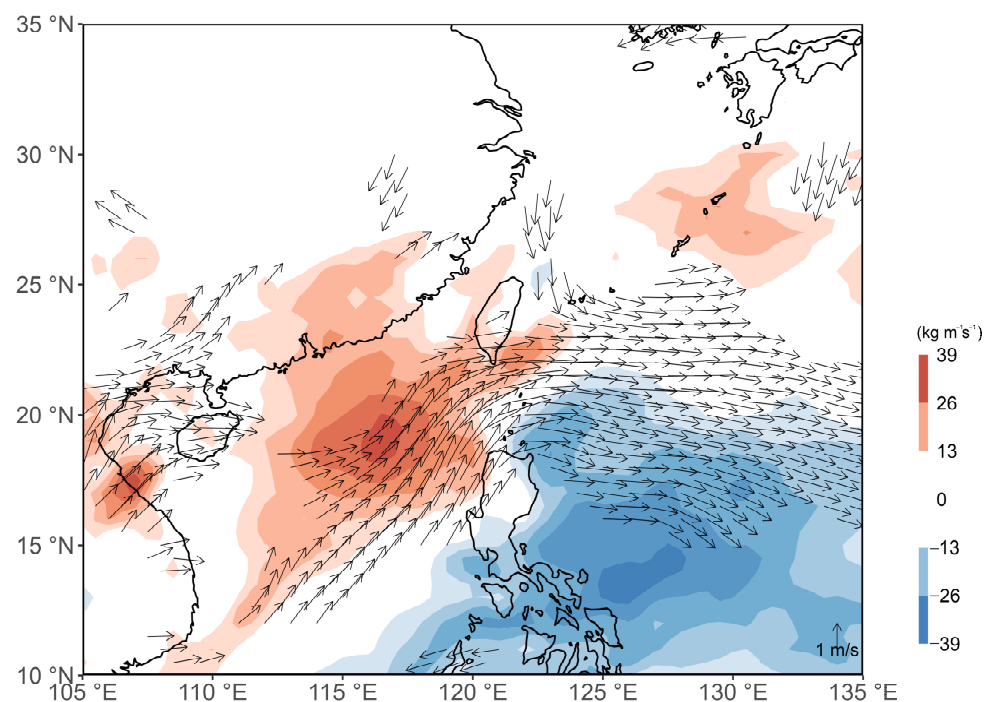 35 °N
30 °N
25 °N
20 °N
15 °N
10 °N
105 °E
110 °E
115 °E
120 °E
125 °E
130 °E
135 °E
1 m/s
(kg m⁻¹s⁻¹)
39
26
13
0
−13
−26
−39